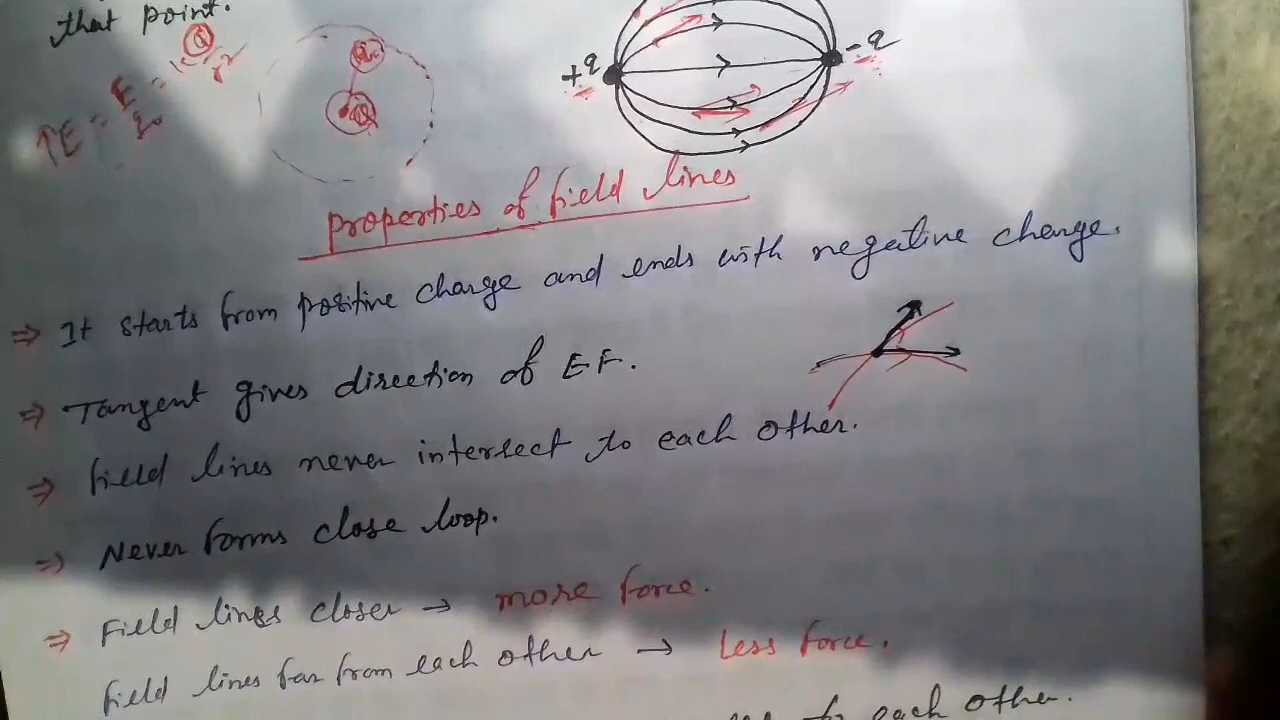 that point.
+q
-q
Properties of field lines
⇒ It starts from positive charge and ends with negative charge.
⇒ Tangent gives direction of EF.
⇒ field lines never intersect to each other.
⇒ Never forms close loop.
⇒ Field lines closer → more force.
field lines far from each other → less force.
to each other.